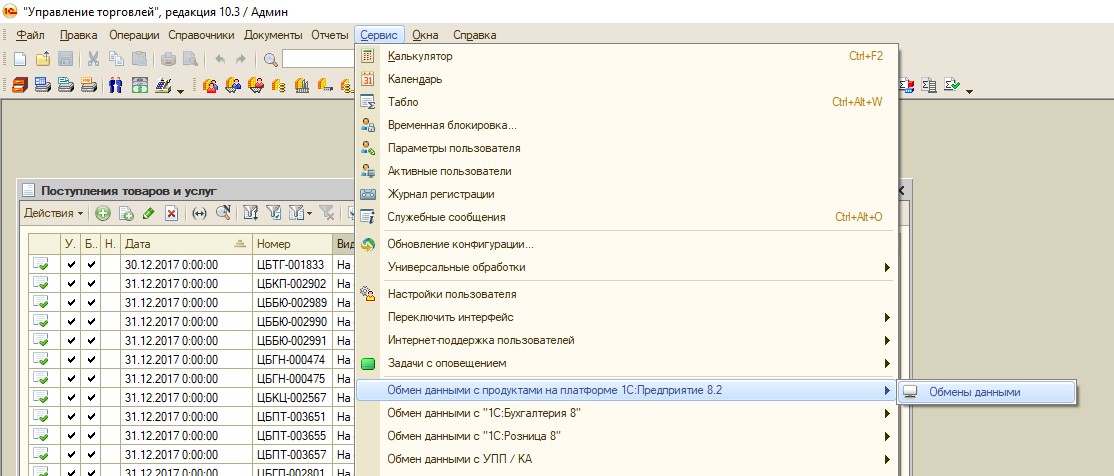 "Управление торговлей", редакция 10.3 / Админ
Файл Правка Операции Справочники Документы Отчеты Сервис Окна Справка
Калькулятор Ctrl+F2
Календарь
Табло Ctrl+Alt+W
Временная блокировка...
Параметры пользователя
Активные пользователи
Журнал регистрации
Служебные сообщения Ctrl+Alt+O
Обновление конфигурации...
Универсальные обработки
Настройки пользователя
Переключить интерфейс
Интернет-поддержка пользователей
Задачи с оповещением
Обмен данными с продуктами на платформе 1С:Предприятие 8.2
Обмены данными
Обмен данными с "1С:Бухгалтерия 8"
Обмен данными с "1С:Розница 8"
Обмен данными с УПП / КА
Поступления товаров и услуг
Действия
У. Б.. Н. Дата Номер Вид
30.12.2017 0:00:00 ЦБТГ-001833 На
31.12.2017 0:00:00 ЦБКП-002902 На
31.12.2017 0:00:00 ЦББЮ-002989 На
31.12.2017 0:00:00 ЦББЮ-002990 На
31.12.2017 0:00:00 ЦББЮ-002991 На
31.12.2017 0:00:00 ЦБГН-000474 На
31.12.2017 0:00:00 ЦБГН-000475 На
31.12.2017 0:00:00 ЦБКЦ-002567 На
31.12.2017 0:00:00 ЦБПТ-003651 На
31.12.2017 0:00:00 ЦБПТ-003655 На
31.12.2017 0:00:00 ЦБПТ-003657 На
31.12.2017 0:00:00 ЦБГП-002801 На